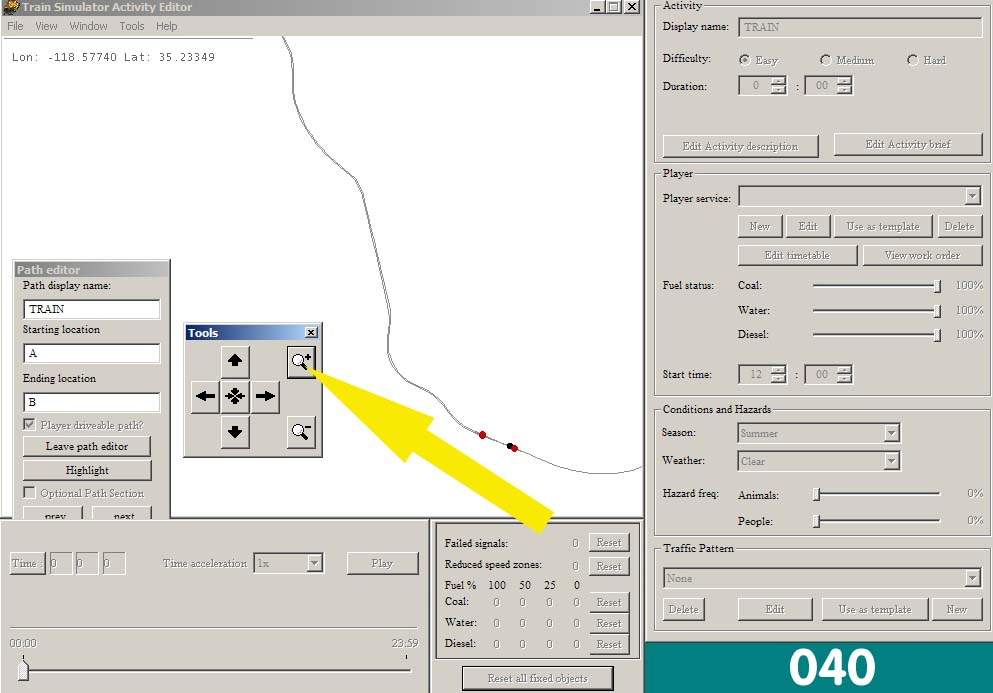 Train Simulator Activity Editor
File View Window Tools Help
Lon: -118.57740 Lat: 35.23349
Path editor
Path display name:
TRAIN
Starting location
A
Ending location
B
Player driveable path?
Leave path editor
Highlight
Optional Path Section
prev next
Tools
Activity
Display name: TRAIN
Difficulty: Easy Medium Hard
Duration: 0 : 00
Edit Activity description Edit Activity brief
Player
Player service:
New Edit Use as template Delete
Edit timetable View work order
Fuel status: Coal: 100%
Water: 100%
Diesel: 100%
Start time: 12 : 00
Conditions and Hazards
Season: Summer
Weather: Clear
Hazard freq: Animals: 0%
People: 0%
Traffic Pattern
None
Delete Edit Use as template New
Time : 0 0 0 Time acceleration 1x Play
00:00 23:59
Failed signals: 0 Reset
Reduced speed zones: 0 Reset
Fuel % 100 50 25 0
Coal: 0 0 0 0 Reset
Water: 0 0 0 0 Reset
Diesel: 0 0 0 0 Reset
Reset all fixed objects
040